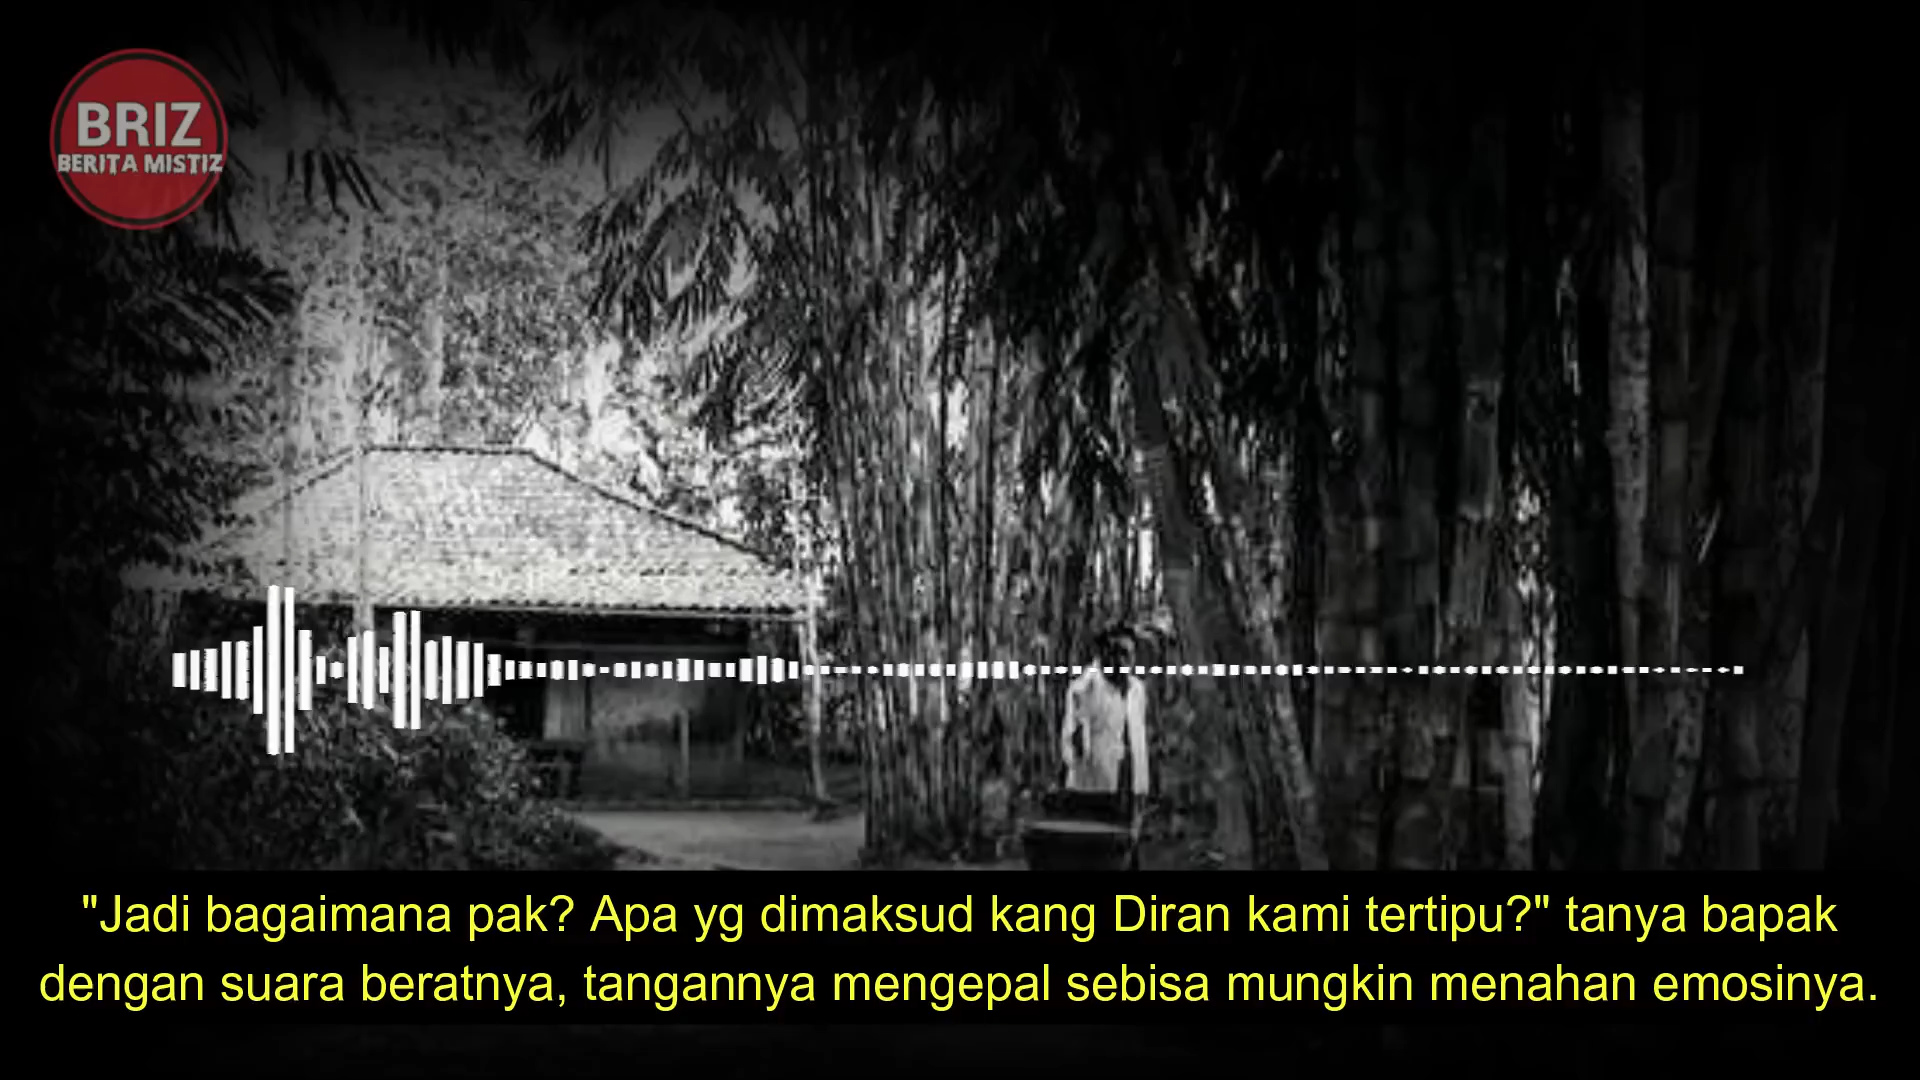 BRIZ
BERITA MISTIZ
"Jadi bagaimana pak? Apa yg dimaksud kang Diran kami tertipu?" tanya bapak
dengan suara beratnya, tangannya mengepal sebisa mungkin menahan emosinya.